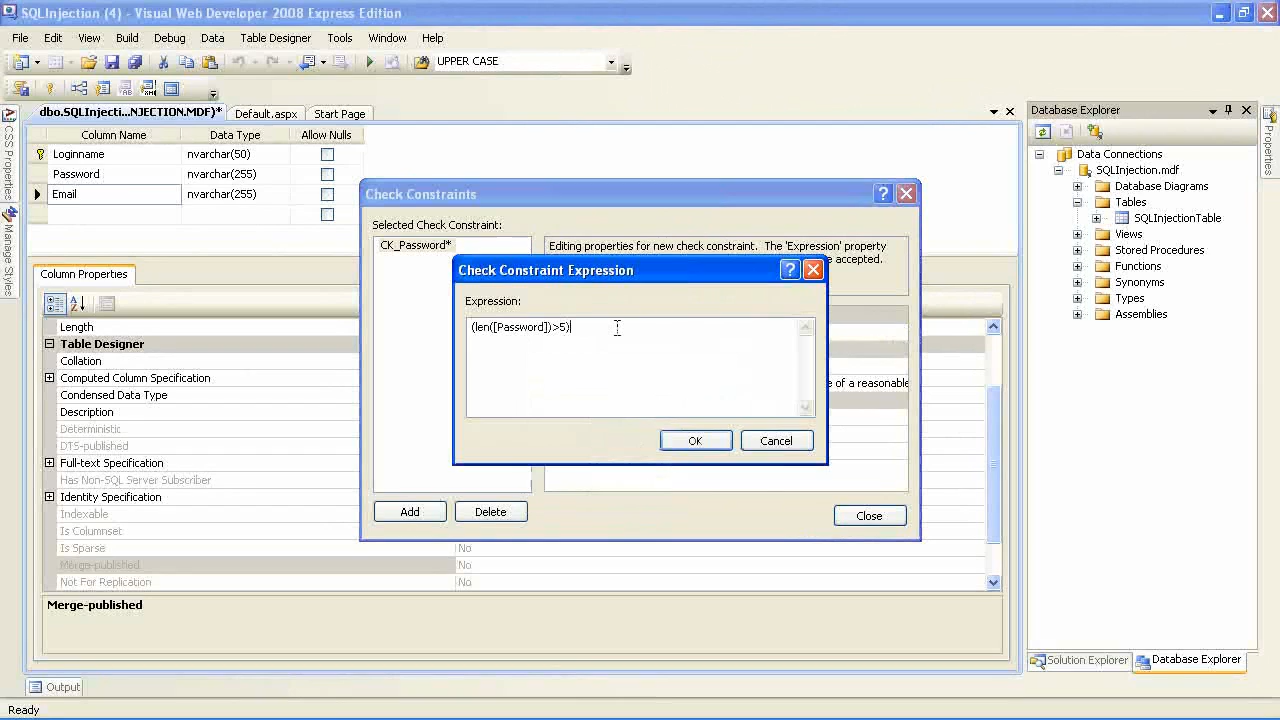 SQLInjection (4) - Visual Web Developer 2008 Express Edition
File Edit View Build Debug Data Table Designer Tools Window Help
UPPER CASE
dbo.SQLInjecti...NJECTION.MDF)* Default.aspx Start Page
Column Name Data Type Allow Nulls
Loginname nvarchar(50)
Password nvarchar(255)
Email nvarchar(255)
CSS Properties
Manage Styles
Column Properties
Length
Table Designer
Collation
Computed Column Specification
Condensed Data Type
Description
Deterministic
DTS-published
Full-text Specification
Has Non-SQL Server Subscriber
Identity Specification
Indexable
Is Columnset
Is Sparse No
Merge-published No
Not For Replication No
Merge-published
Check Constraints
Selected Check Constraint:
CK_Password*
Editing properties for new check constraint. The 'Expression' property
e accepted.
e of a reasonable
Add Delete Close
Check Constraint Expression
Expression:
(len([Password])>5)
OK Cancel
Database Explorer
Data Connections
SQLInjection.mdf
Database Diagrams
Tables
SQLInjectionTable
Views
Stored Procedures
Functions
Synonyms
Types
Assemblies
Properties
Solution Explorer Database Explorer
Output
Ready